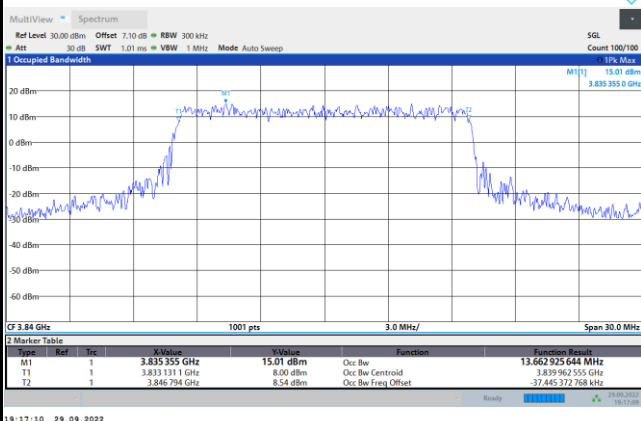 MultiView Spectrum
Ref Level 30.00 dBm Offset 7.10 dB RBW 300 kHz SGL
Att 30 dB SWT 1.01 ms VBW 1 MHz Mode Auto Sweep Count 100/100
1 Occupied Bandwidth 1Pk Max
M1[1] 15.01 dBm
3.835 355 0 GHz
20 dBm
M1
T1 T2
10 dBm
0 dBm
-10 dBm
-20 dBm
-30 dBm
-40 dBm
-50 dBm
-60 dBm
CF 3.84 GHz 1001 pts 3.0 MHz/ Span 30.0 MHz
2 Marker Table
Type Ref Trc X-Value Y-Value Function Function Result
M1 1 3.835 355 GHz 15.01 dBm Occ Bw 13.662 925 644 MHz
T1 1 3.833 131 1 GHz 8.00 dBm Occ Bw Centroid 3.839 962 555 GHz
T2 1 3.846 794 GHz 8.54 dBm Occ Bw Freq Offset -37.445 372 768 kHz
Ready 29.09.2022
19:17:09
19:17:10 29.09.2022